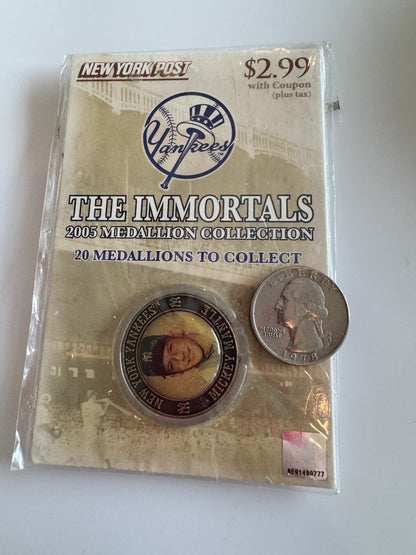 NEW YORK POST
$2.99
with Coupon
(plus tax)
Yankees
THE IMMORTALS
2005 MEDALLION COLLECTION
20 MEDALLIONS TO COLLECT
NEW YORK YANKEES
MICKEY MANTLE
LIBERTY
IN GOD WE
TRUST